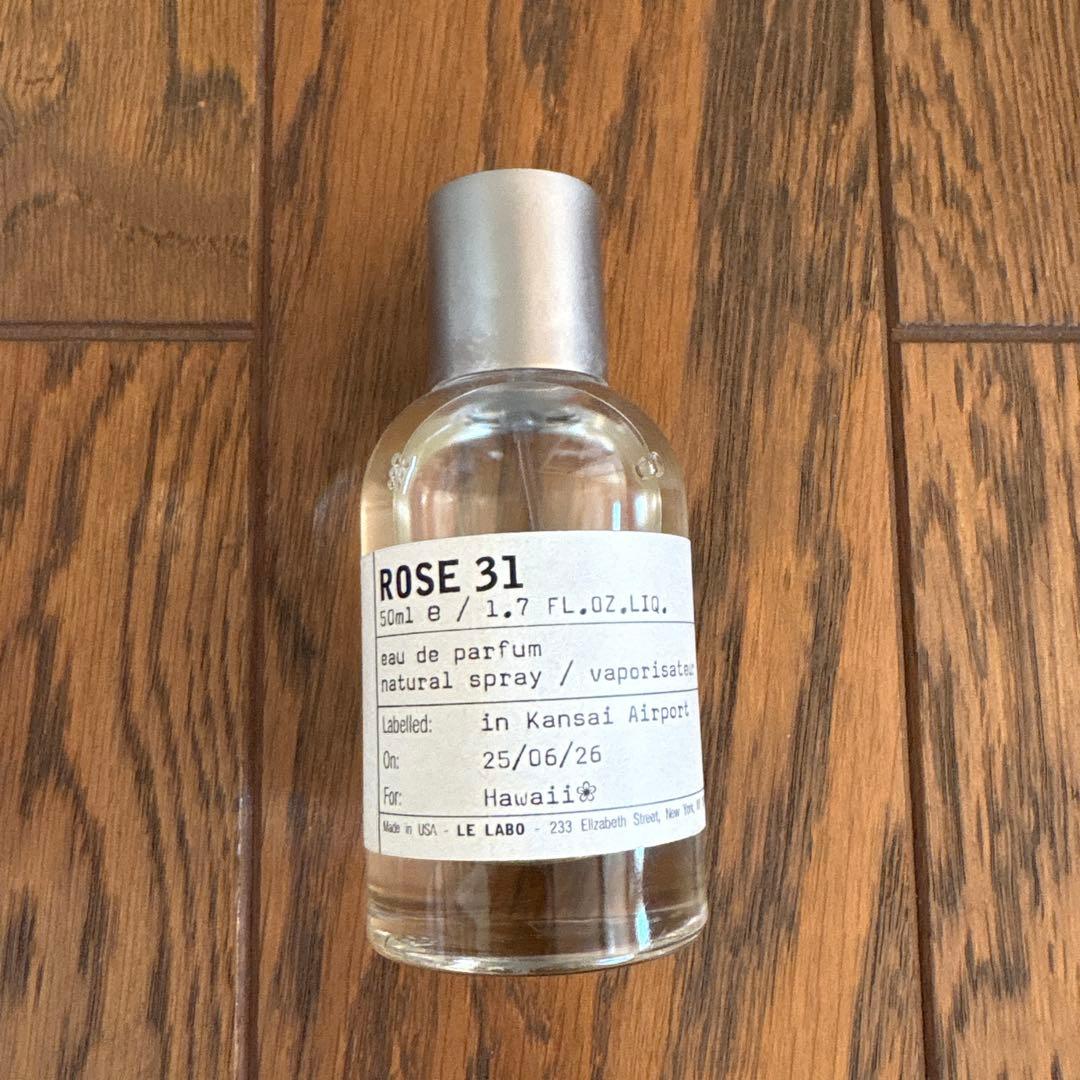 ROSE 31
50ml e / 1.7 FL.OZ.LIQ.
eau de parfum
natural spray / vaporisateu
Labelled: in Kansai Airport
On: 25/06/26
For: Hawaii❀
Made in USA - LE LABO - 233 Elizabeth Street, New York,